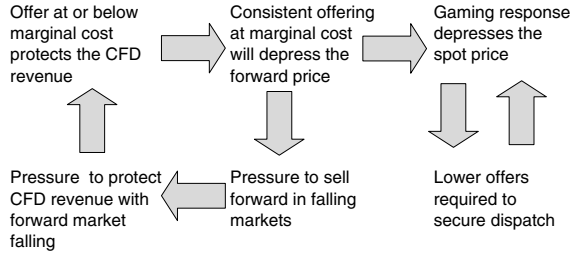 Offer at or below
marginal cost
protects the CFD
revenue
Consistent offering
at marginal cost
will depress the
forward price
Gaming response
depresses the
spot price
Pressure to protect
CFD revenue with
forward market
falling
Pressure to sell
forward in falling
markets
Lower offers
required to
secure dispatch